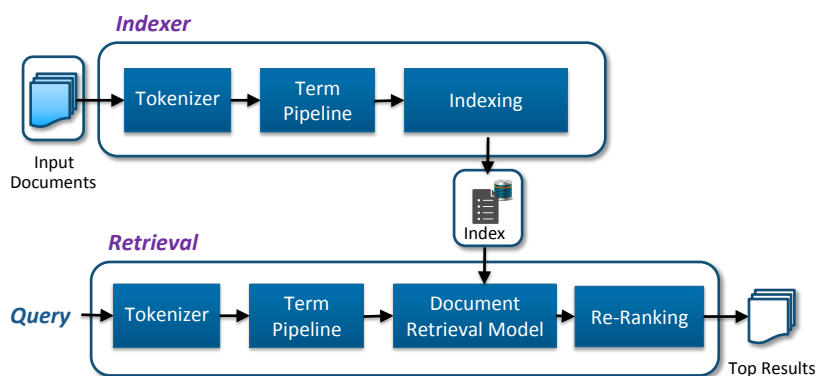 Indexer
Tokenizer
Term
Pipeline
Indexing
Input
Documents
Index
Retrieval
Query
Tokenizer
Term
Pipeline
Document
Retrieval Model
Re-Ranking
Top Results